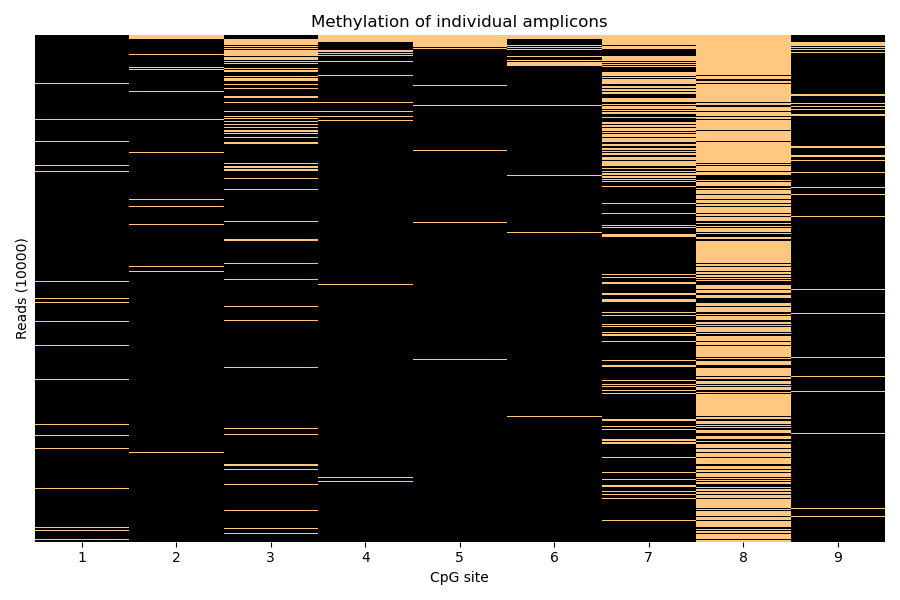 Methylation of individual amplicons
Reads (10000)
1 2 3 4 5 6 7 8 9
CpG site